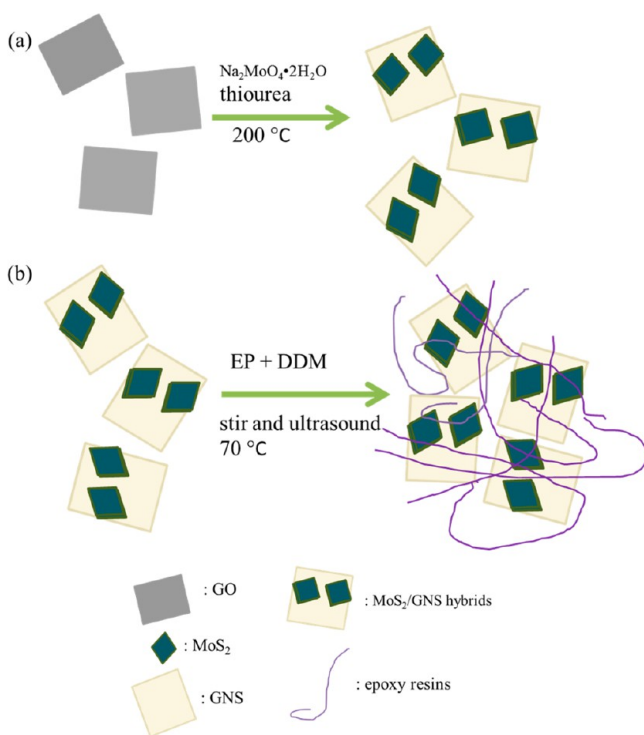 (a)
Na₂MoO₄•2H₂O
thiourea
200 °C
(b)
EP + DDM
stir and ultrasound
70 °C
: GO
: MoS₂/GNS hybrids
: MoS₂
: epoxy resins
: GNS